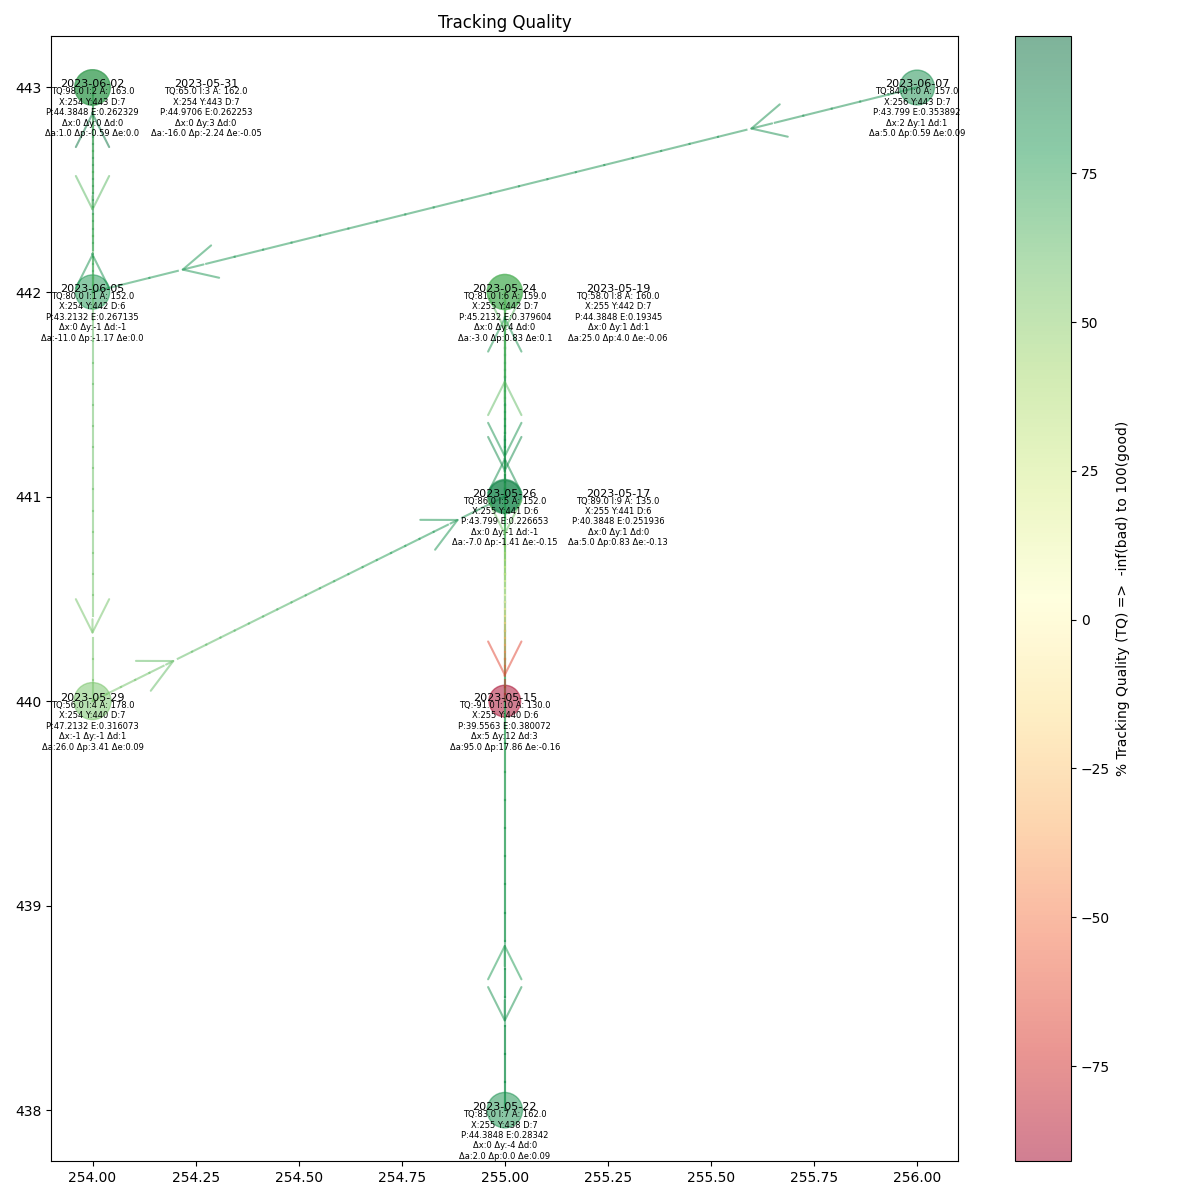 Tracking Quality
443
442
441
440
439
438
2023-06-02
TQ:98.0 I:2 A: 163.0
X:254 Y:443 D:7
P:44.3848 E:0.262329
Δx:0 Δy:0 Δd:0
Δa:1.0 Δp:-0.59 Δe:0.0
2023-05-31
TQ:65.0 I:3 A: 162.0
X:254 Y:443 D:7
P:44.9706 E:0.262253
Δx:0 Δy:3 Δd:0
Δa:-16.0 Δp:-2.24 Δe:-0.05
2023-06-07
TQ:84.0 I:0 A: 157.0
X:256 Y:443 D:7
P:43.799 E:0.353892
Δx:2 Δy:1 Δd:1
Δa:5.0 Δp:0.59 Δe:0.09
2023-06-05
TQ:80.0 I:1 A: 152.0
X:254 Y:442 D:6
P:43.2132 E:0.267135
Δx:0 Δy:-1 Δd:-1
Δa:-11.0 Δp:-1.17 Δe:0.0
2023-05-24
TQ:81.0 I:6 A: 159.0
X:255 Y:442 D:7
P:45.2132 E:0.379604
Δx:0 Δy:4 Δd:0
Δa:-3.0 Δp:0.83 Δe:0.1
2023-05-19
TQ:58.0 I:8 A: 160.0
X:255 Y:442 D:7
P:44.3848 E:0.19345
Δx:0 Δy:1 Δd:1
Δa:25.0 Δp:4.0 Δe:-0.06
2023-05-26
TQ:86.0 I:5 A: 152.0
X:255 Y:441 D:6
P:43.799 E:0.226653
Δx:0 Δy:-1 Δd:-1
Δa:-7.0 Δp:-1.41 Δe:-0.15
2023-05-17
TQ:89.0 I:9 A: 135.0
X:255 Y:441 D:6
P:40.3848 E:0.251936
Δx:0 Δy:1 Δd:0
Δa:5.0 Δp:0.83 Δe:-0.13
2023-05-29
TQ:56.0 I:4 A: 178.0
X:254 Y:440 D:7
P:47.2132 E:0.316073
Δx:-1 Δy:-1 Δd:1
Δa:26.0 Δp:3.41 Δe:0.09
2023-05-15
TQ:-91.0 I:10 A: 130.0
X:255 Y:440 D:6
P:39.5563 E:0.380072
Δx:5 Δy:12 Δd:3
Δa:95.0 Δp:17.86 Δe:-0.16
2023-05-22
TQ:83.0 I:7 A: 162.0
X:255 Y:438 D:7
P:44.3848 E:0.28342
Δx:0 Δy:-4 Δd:0
Δa:2.0 Δp:0.0 Δe:0.09
254.00 254.25 254.50 254.75 255.00 255.25 255.50 255.75 256.00
75
50
25
0
−25
−50
−75
% Tracking Quality (TQ) => -inf(bad) to 100(good)